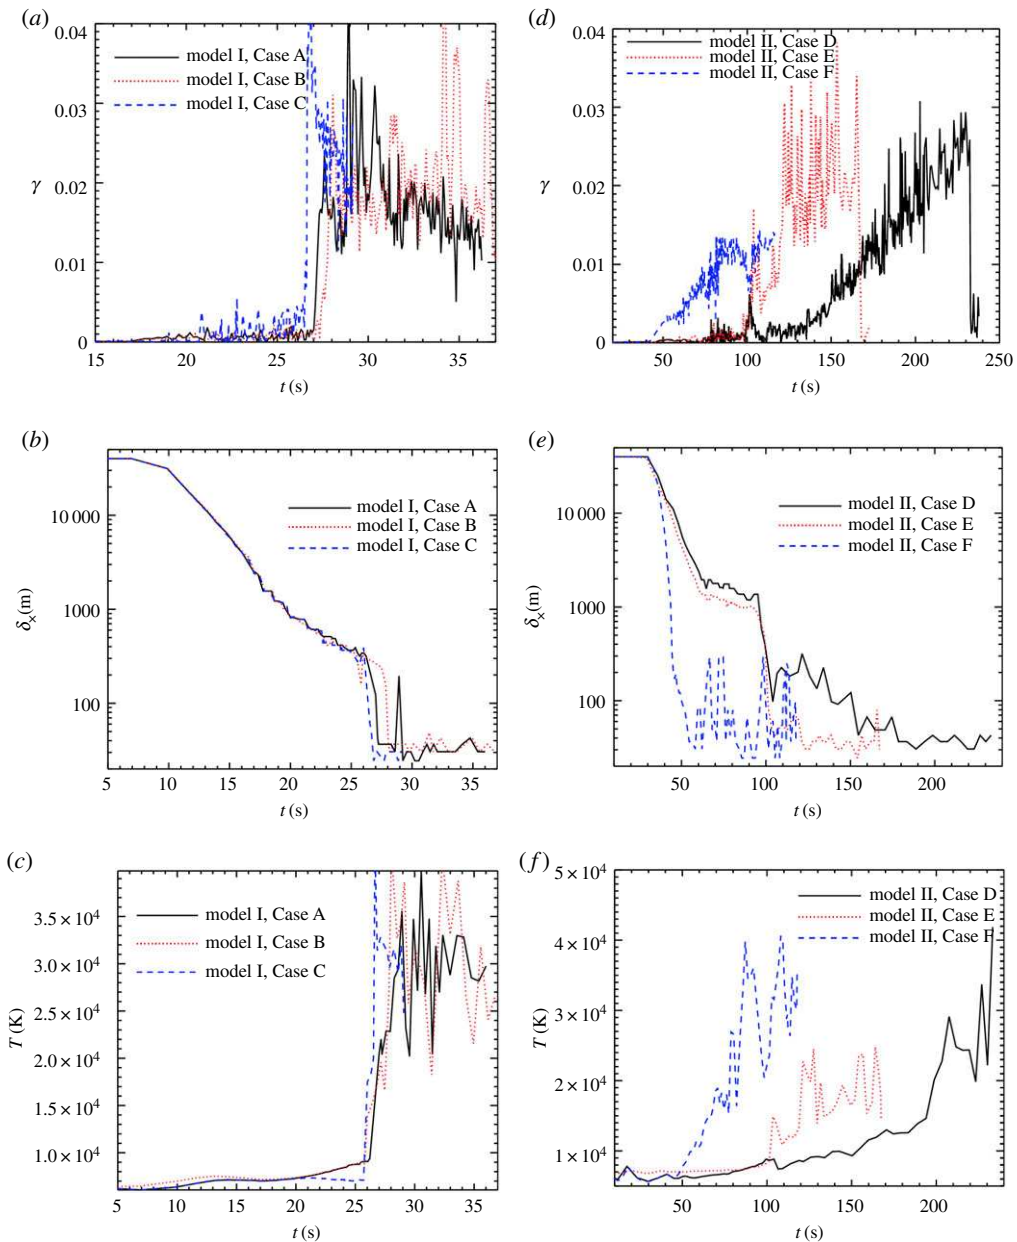 (a)
0.04
0.03
0.02
0.01
0
γ
model I, Case A
model I, Case B
model I, Case C
15 20 25 30 35
t (s)
(d)
0.04
0.03
0.02
0.01
0
γ
model II, Case D
model II, Case E
model II, Case F
50 100 150 200 250
t (s)
(b)
10 000
1000
100
δx(m)
model I, Case A
model I, Case B
model I, Case C
5 10 15 20 25 33 35
t (s)
(e)
10 000
1000
100
δx(m)
model II, Case D
model II, Case E
model II, Case F
50 100 150 200
t (s)
(c)
3.5 × 10⁴
3.0 × 10⁴
2.5 × 10⁴
2.0 × 10⁴
1.5 × 10⁴
1.0 × 10⁴
T (K)
model I, Case A
model I, Case B
model I, Case C
5 10 15 20 25 26 35
t (s)
(f)
5 × 10⁴
4 × 10⁴
3 × 10⁴
2 × 10⁴
1 × 10⁴
T (K)
model II, Case D
model II, Case E
model II, Case F
50 100 150 200
t (s)